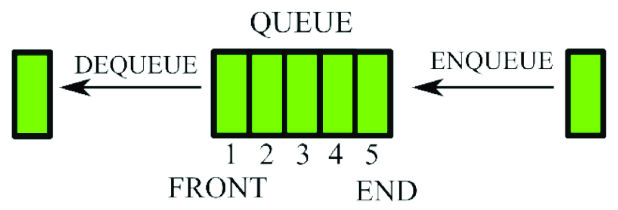 QUEUE
DEQUEUE
ENQUEUE
1 2 3 4 5
FRONT
END